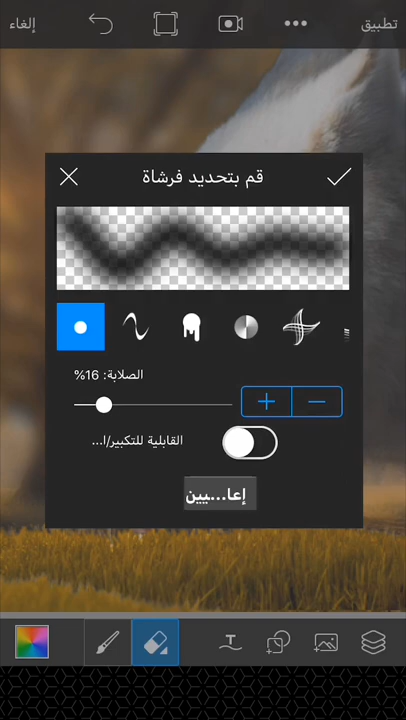 إلغاء
تطبيق
قم بتحديد فرشاة
الصلابة: 16%
القابلية للتكبير/ا...
إعا...يين